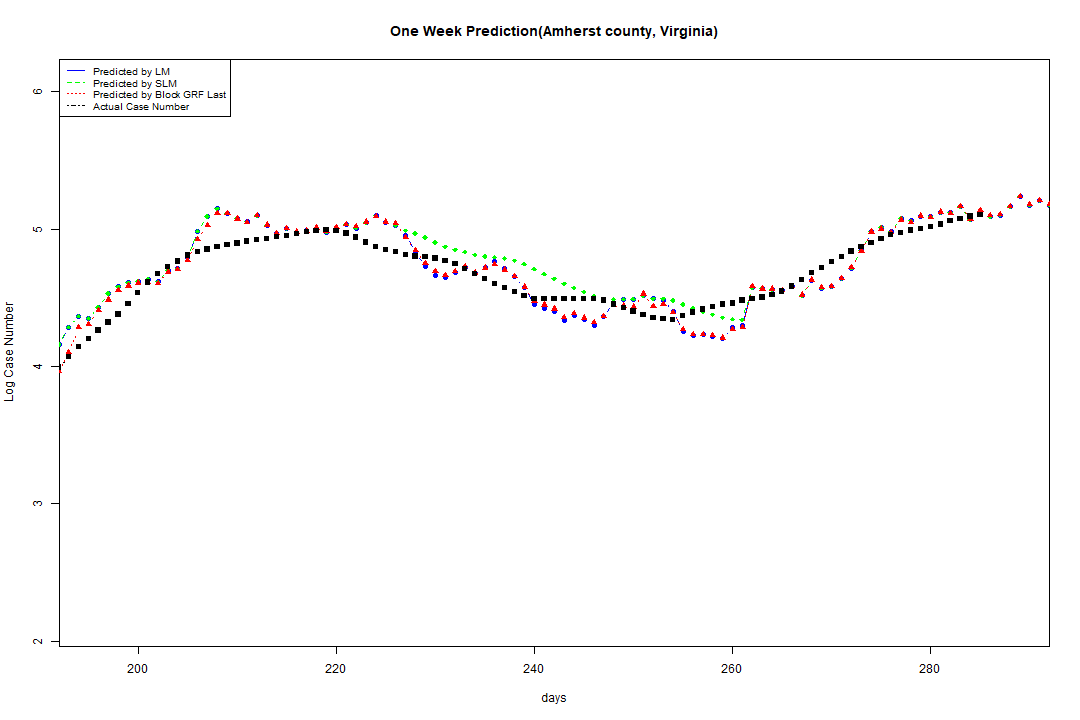 One Week Prediction(Amherst county, Virginia)
Predicted by LM
Predicted by SLM
Predicted by Block GRF Last
Actual Case Number
6
5
4
3
2
Log Case Number
200 220 240 260 280
days